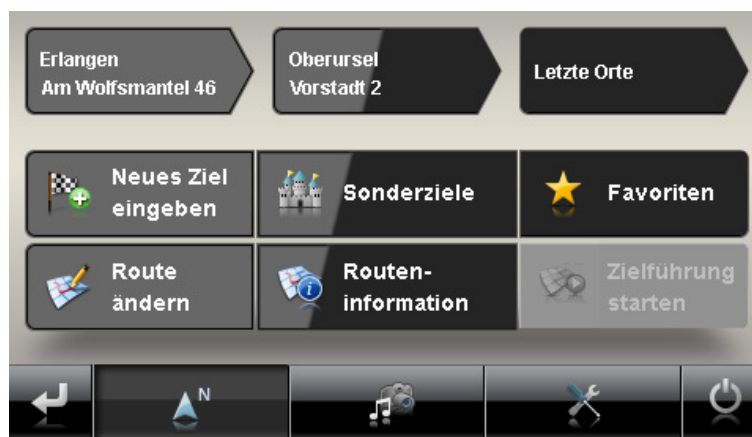 Erlangen
Am Wolfsmantel 46
Oberursel
Vorstadt 2
Letzte Orte
Neues Ziel
eingeben
Sonderziele
Favoriten
Route
ändern
Routen-
information
Zielführung
starten
N